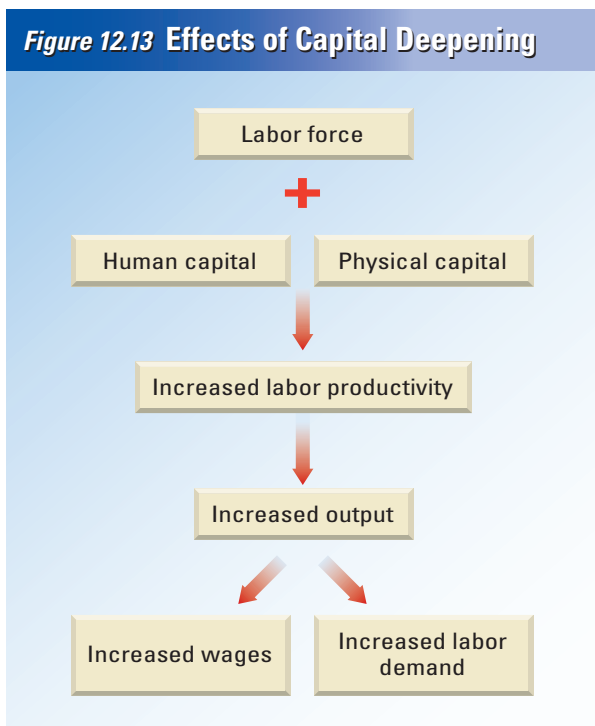 Figure 12.13 Effects of Capital Deepening
Labor force
+
Human capital
Physical capital
Increased labor productivity
Increased output
Increased wages
Increased labor
demand